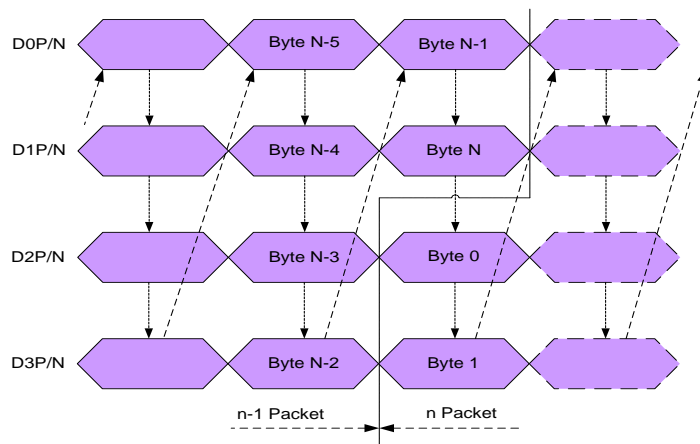 D0P/N Byte N-5 Byte N-1
D1P/N Byte N-4 Byte N
D2P/N Byte N-3 Byte 0
D3P/N Byte N-2 Byte 1
n-1 Packet n Packet